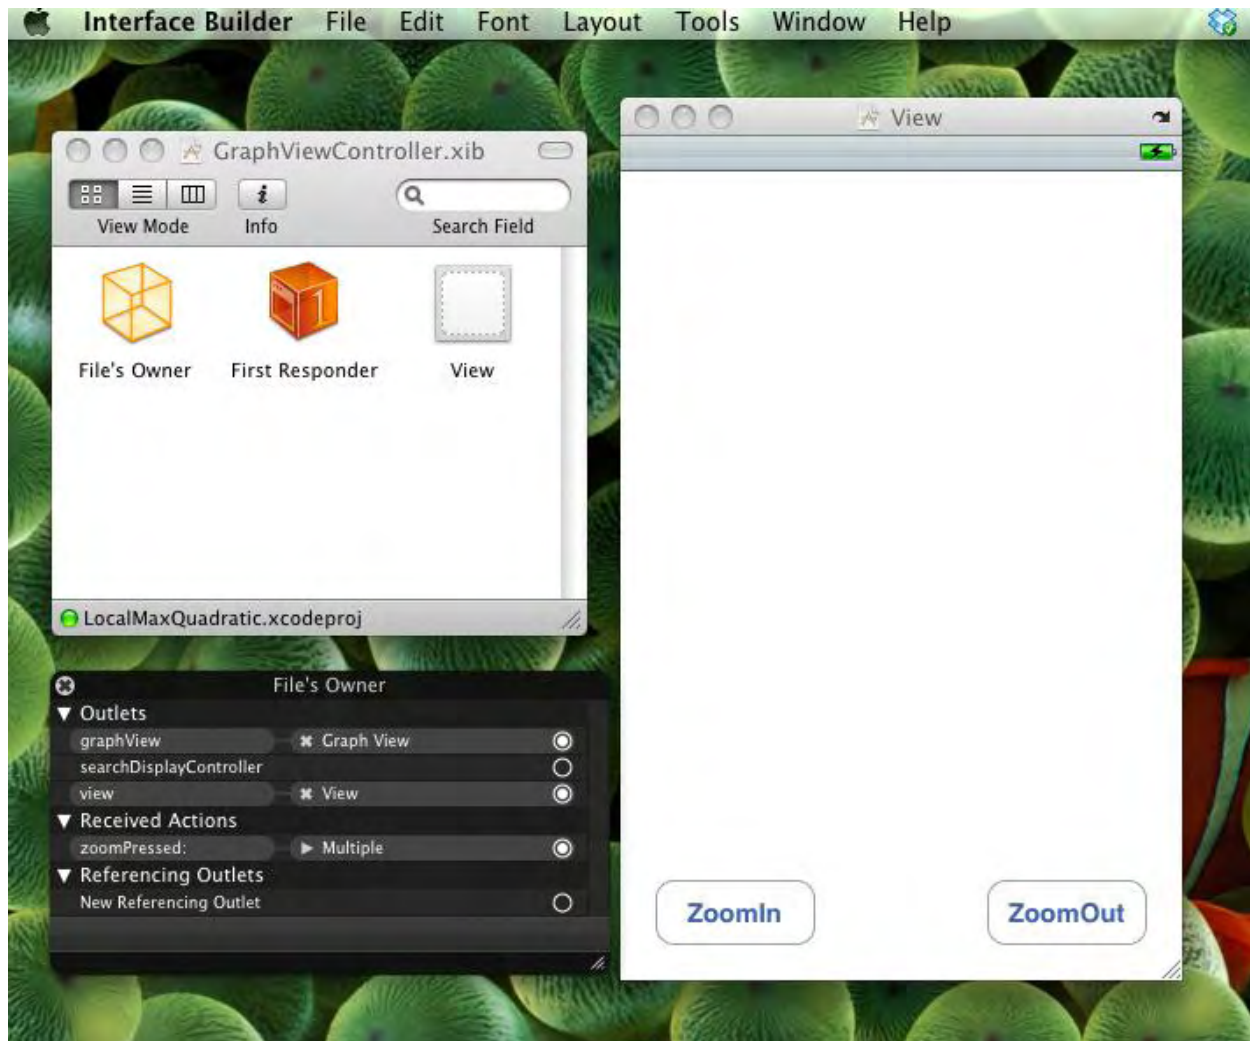 Interface Builder File Edit Font Layout Tools Window Help
GraphViewController.xib
View Mode Info Search Field
File's Owner First Responder View
1
LocalMaxQuadratic.xcodeproj
File's Owner
Outlets
graphView Graph View
searchDisplayController
view View
Received Actions
zoomPressed: Multiple
Referencing Outlets
New Referencing Outlet
View
ZoomIn ZoomOut